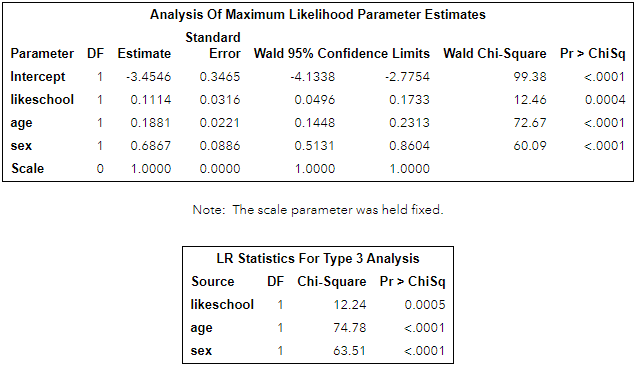 Analysis Of Maximum Likelihood Parameter Estimates
Parameter DF Estimate Standard Error Wald 95% Confidence Limits Wald Chi-Square Pr > ChiSq
Intercept 1 -3.4546 0.3465 -4.1338 -2.7754 99.38 <.0001
likeschool 1 0.1114 0.0316 0.0496 0.1733 12.46 0.0004
age 1 0.1881 0.0221 0.1448 0.2313 72.67 <.0001
sex 1 0.6867 0.0886 0.5131 0.8604 60.09 <.0001
Scale 0 1.0000 0.0000 1.0000 1.0000
Note: The scale parameter was held fixed.
LR Statistics For Type 3 Analysis
Source DF Chi-Square Pr > ChiSq
likeschool 1 12.24 0.0005
age 1 74.78 <.0001
sex 1 63.51 <.0001